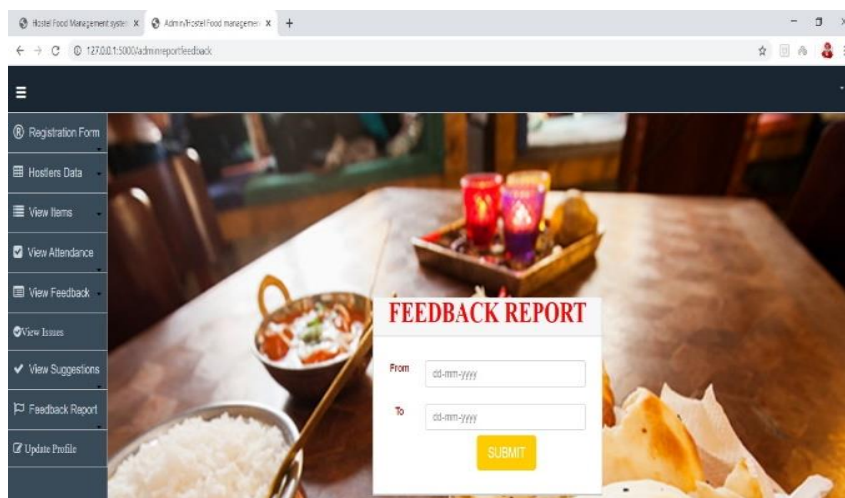 Hostel Food Management system X
Admin/Hostel Food managemen X +
127.0.0.1:5000/adminreportfeedback
Registration Form
Hostlers Data
View Items
View Attendance
View Feedback
View Issues
View Suggestions
Feedback Report
Update Profile
FEEDBACK REPORT
From
dd-mm-yyyy
To
dd-mm-yyyy
SUBMIT